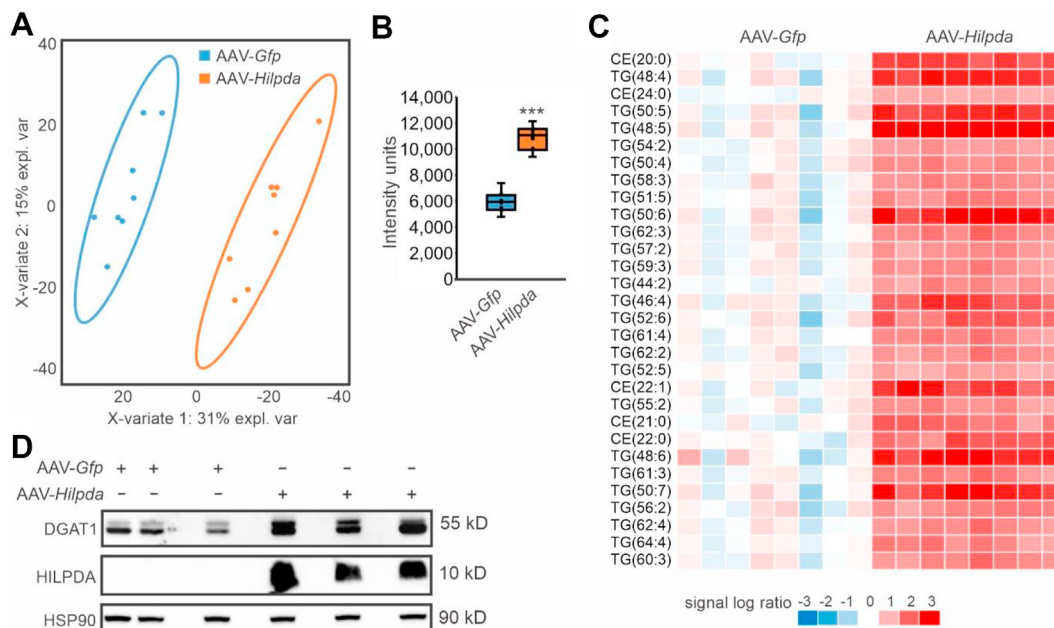 A
40
20
0
-20
-40
X-variate 2: 15% expl. var
AAV-Gfp
AAV-Hilpda
20 0 -20 -40
X-variate 1: 31% expl. var
B
14,000
12,000
10,000
8,000
6,000
4,000
2,000
0
Intensity units
***
AAV-Gfp
AAV-Hilpda
C
AAV-Gfp AAV-Hilpda
CE(20:0)
TG(48:4)
CE(24:0)
TG(50:5)
TG(48:5)
TG(54:2)
TG(50:4)
TG(58:3)
TG(51:5)
TG(50:6)
TG(62:3)
TG(57:2)
TG(59:3)
TG(44:2)
TG(46:4)
TG(52:6)
TG(61:4)
TG(62:2)
TG(52:5)
CE(22:1)
TG(55:2)
CE(21:0)
CE(22:0)
TG(48:6)
TG(61:3)
TG(50:7)
TG(56:2)
TG(62:4)
TG(64:4)
TG(60:3)
signal log ratio
-3 -2 -1 0 1 2 3
D
AAV-Gfp + + + - - -
AAV-Hilpda - - - + + +
DGAT1 55 kD
HILPDA 10 kD
HSP90 90 kD